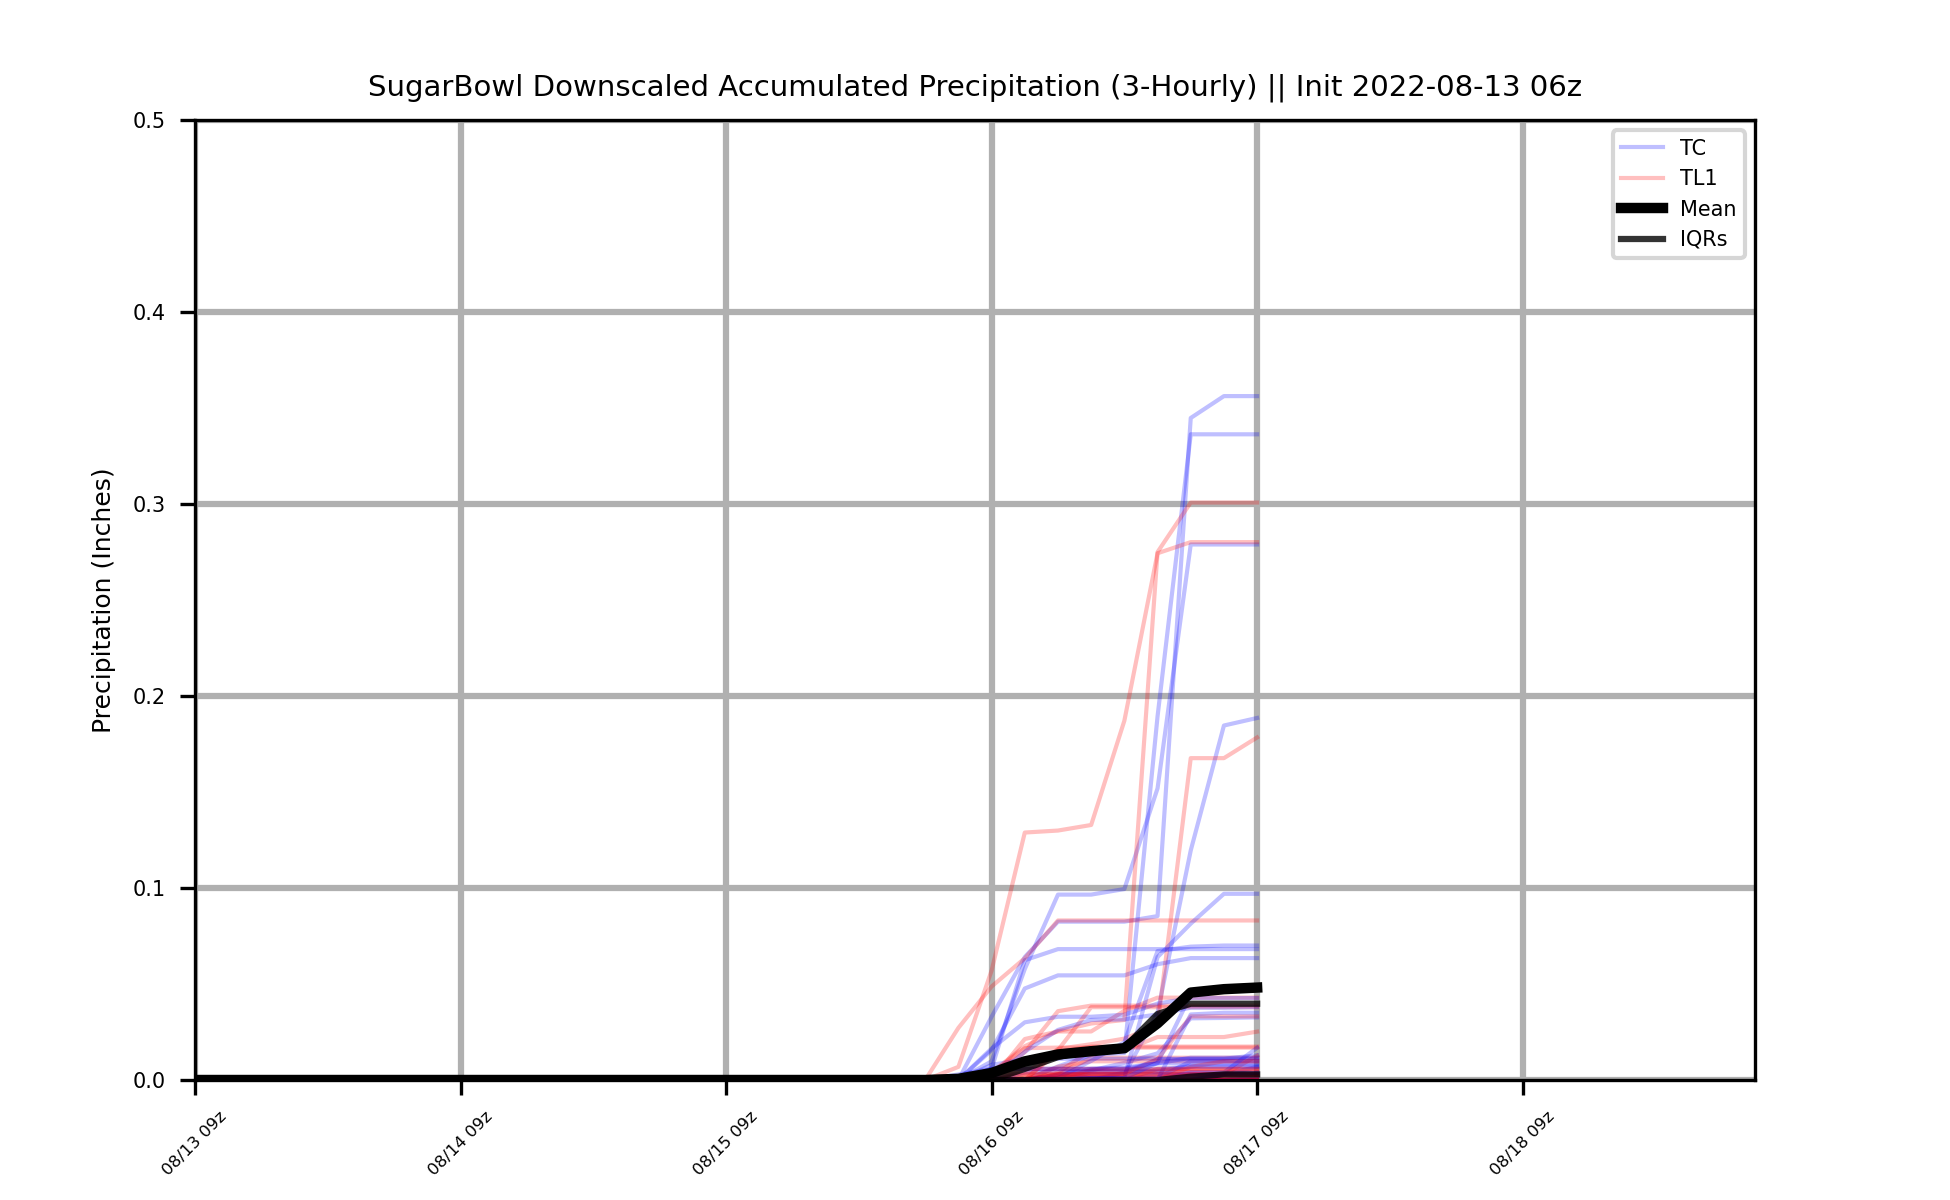 SugarBowl Downscaled Accumulated Precipitation (3-Hourly) || Init 2022-08-13 06z
TC
TL1
Mean
IQRs
Precipitation (Inches)
0.5
0.4
0.3
0.2
0.1
0.0
08/13 09z
08/14 09z
08/15 09z
08/16 09z
08/17 09z
08/18 09z